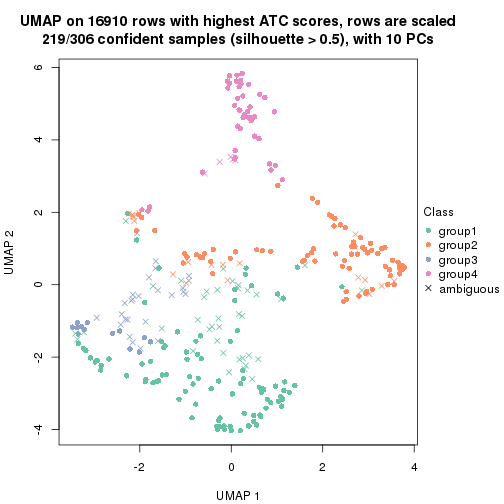 UMAP on 16910 rows with highest ATC scores, rows are scaled
219/306 confident samples (silhouette > 0.5), with 10 PCs
6
4
2
0
-2
-4
UMAP 2
-2
0
2
4
UMAP 1
Class
group1
group2
group3
group4
ambiguous